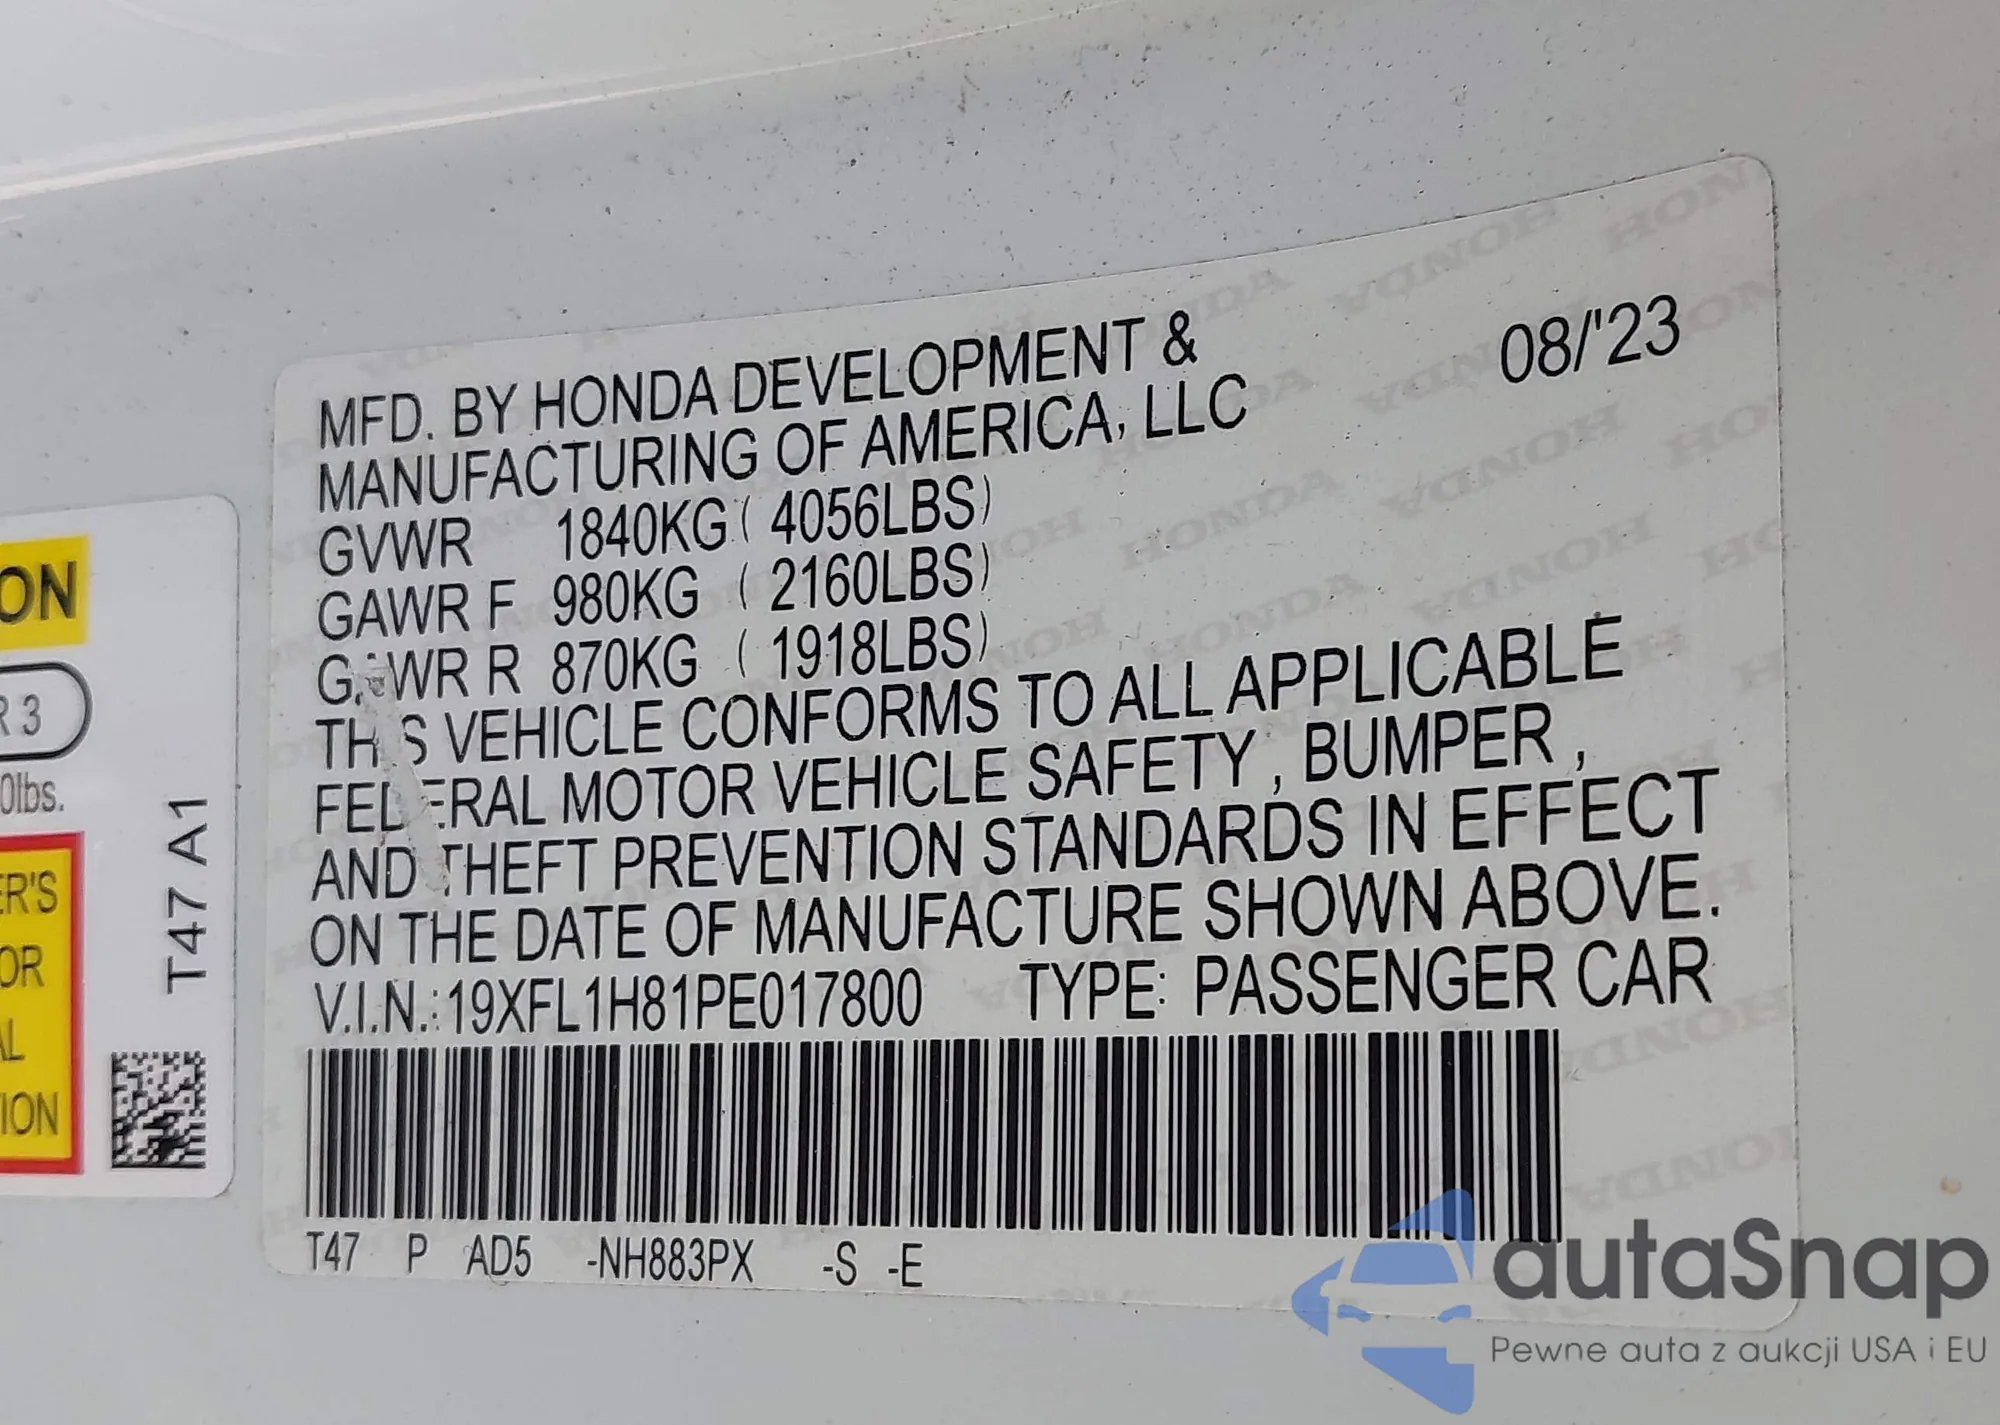 MFD. BY HONDA DEVELOPMENT & 08/'23
MANUFACTURING OF AMERICA, LLC
GVWR 1840KG ( 4056LBS)
GAWR F 980KG ( 2160LBS)
GAWR R 870KG ( 1918LBS)
THIS VEHICLE CONFORMS TO ALL APPLICABLE
FEDERAL MOTOR VEHICLE SAFETY , BUMPER ,
AND THEFT PREVENTION STANDARDS IN EFFECT
ON THE DATE OF MANUFACTURE SHOWN ABOVE.
V.I.N.: 19XFL1H81PE017800 TYPE: PASSENGER CAR
T47 P AD5 -NH883PX -S -E
ON
R 3
0lbs.
ER'S
OR
AL
ION
T47 A1
autaSnap
Pewne auta z aukcji USA i EU